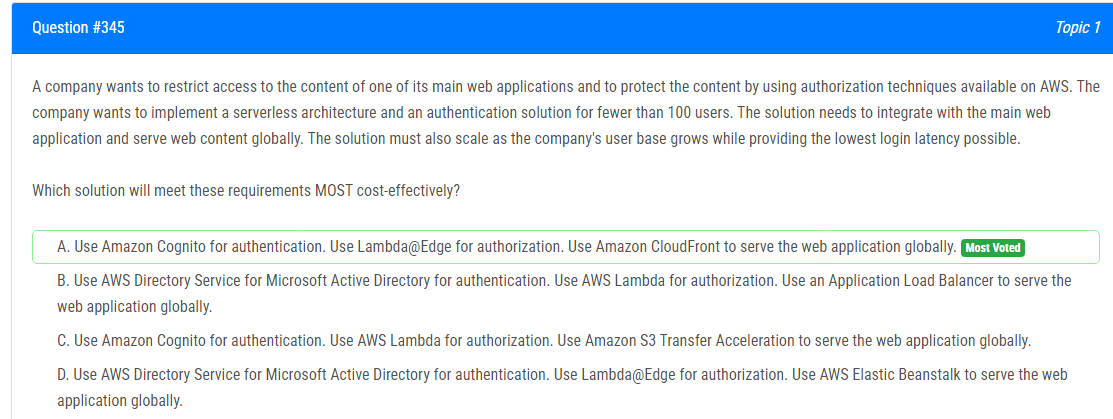 Question #345
Topic 1
A company wants to restrict access to the content of one of its main web applications and to protect the content by using authorization techniques available on AWS. The
company wants to implement a serverless architecture and an authentication solution for fewer than 100 users. The solution needs to integrate with the main web
application and serve web content globally. The solution must also scale as the company's user base grows while providing the lowest login latency possible.
Which solution will meet these requirements MOST cost-effectively?
A. Use Amazon Cognito for authentication. Use Lambda@Edge for authorization. Use Amazon CloudFront to serve the web application globally. Most Voted
B. Use AWS Directory Service for Microsoft Active Directory for authentication. Use AWS Lambda for authorization. Use an Application Load Balancer to serve the
web application globally.
C. Use Amazon Cognito for authentication. Use AWS Lambda for authorization. Use Amazon S3 Transfer Acceleration to serve the web application globally.
D. Use AWS Directory Service for Microsoft Active Directory for authentication. Use Lambda@Edge for authorization. Use AWS Elastic Beanstalk to serve the web
application globally.